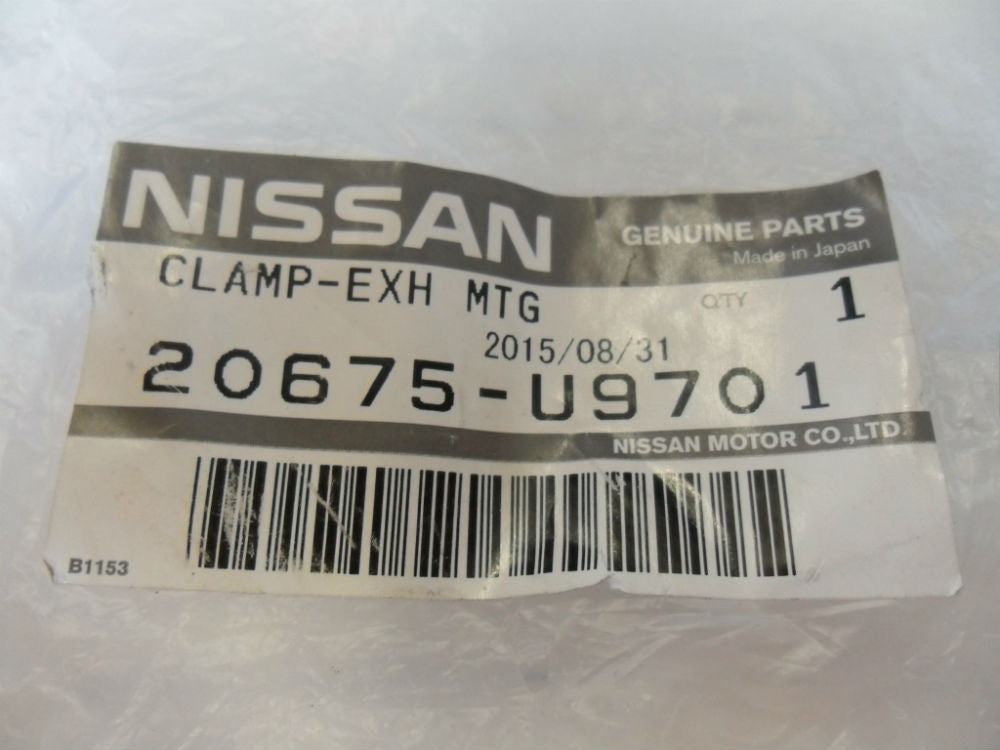 NISSAN
GENUINE PARTS
Made in Japan
CLAMP-EXH MTG
QTY 1
2015/08/31
20675-U9701
NISSAN MOTOR CO.,LTD.
B1153